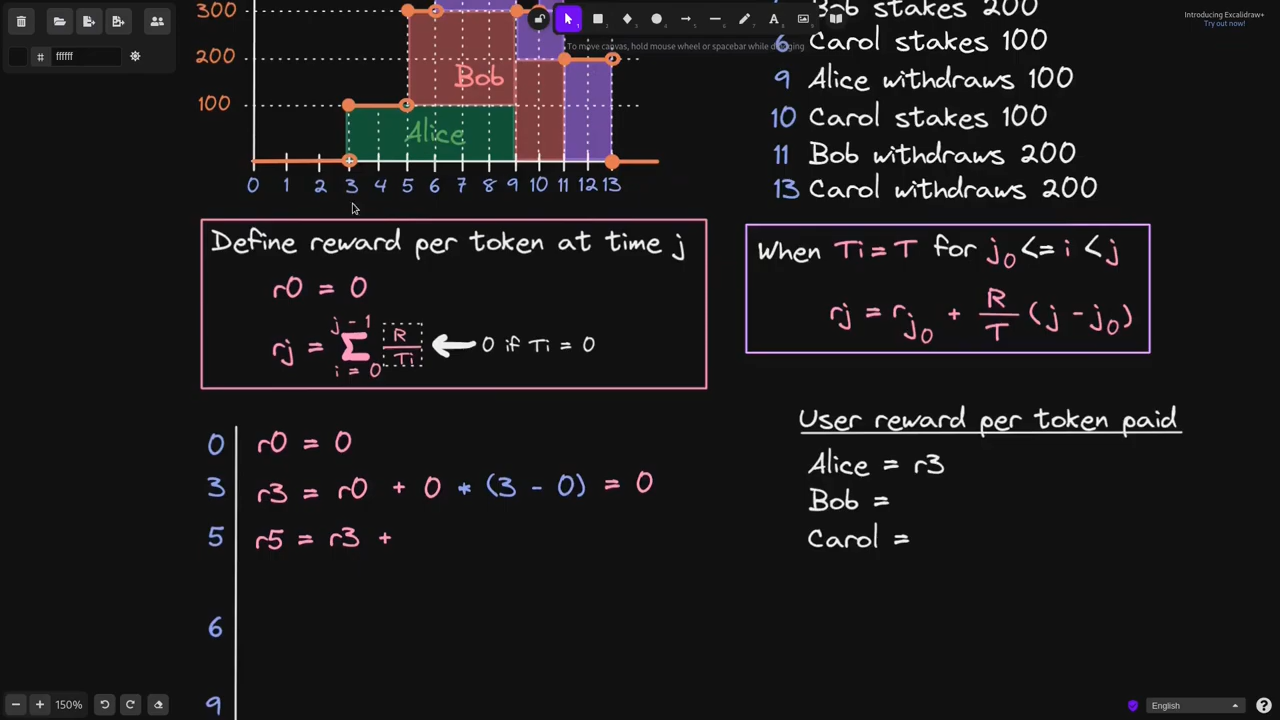 Introducing Excalidraw+
Try out now!
ffffff
To move canvas, hold mouse wheel or spacebar while dragging
300
200
100
Bob
Alice
0 1 2 3 4 5 6 7 8 9 10 11 12 13
Bob stakes 200
6 Carol stakes 100
9 Alice withdraws 100
10 Carol stakes 100
11 Bob withdraws 200
13 Carol withdraws 200
Define reward per token at time j
r0 = 0
rj = j - 1 Σ i = 0 R / Ti ← 0 if Ti = 0
When Ti = T for j0 <= i < j
rj = rj0 + R / T (j - j0)
0 r0 = 0
3 r3 = r0 + 0 * (3 - 0) = 0
5 r5 = r3 +
6
9
User reward per token paid
Alice = r3
Bob =
Carol =
150%
English